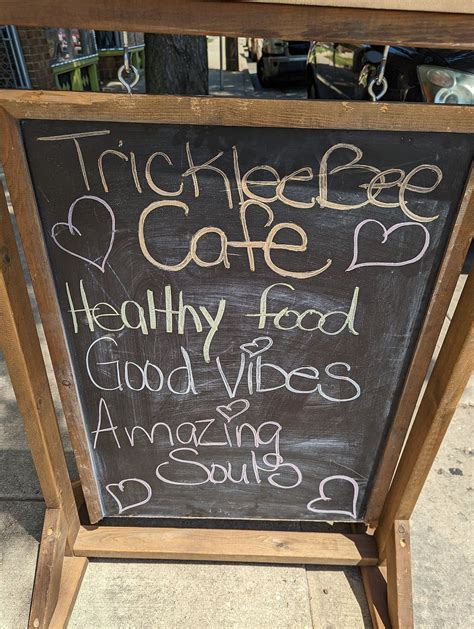 TrickleeBee
Cafe
Healthy food
Good Vibes
Amazing
Souls